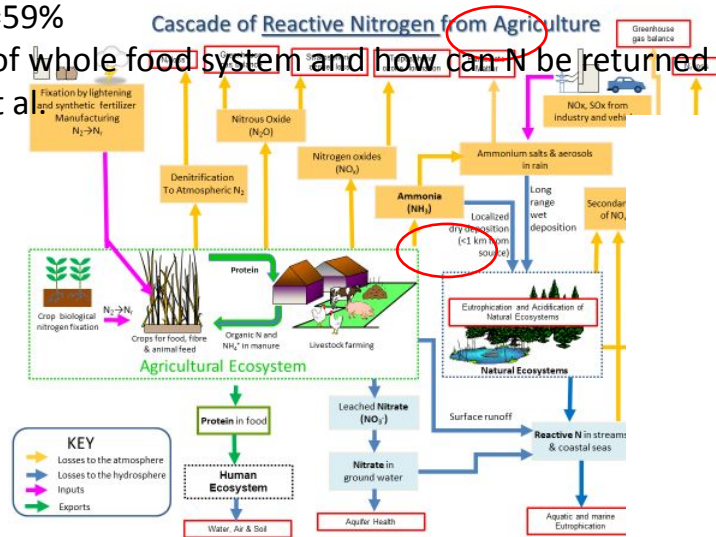 =59%
Cascade of Reactive Nitrogen from Agriculture
of whole food system and how can N be returned
t al.
Greenhouse
gas balance
Fixation by lightening
and synthetic fertilizer
Manufacturing
N₂→Nᵣ
Nitrous Oxide
(N₂O)
Nitrogen oxides
(NOₓ)
Denitrification
To Atmospheric N₂
Ammonia
(NH₃)
Ammonium salts & aerosols
in rain
NOx, SOx from
industry and
Localized
dry deposition
(<1 km from
source)
Long
range
wet
deposition
of NO
Protein
N₂→Nᵣ
Crop biological
nitrogen fixation
Crops for food, fibre
& animal feed
Organic N and
NH₄⁺ in manure
Livestock farming
Agricultural Ecosystem
Eutrophication and Acidification of
Natural Ecosystems
Natural Ecosystems
Protein in food
Human
Ecosystem
Water, Air & Soil
Leached Nitrate
(NO₃⁻)
Nitrate in
ground water
Aquifer Health
Surface runoff
Reactive N in streams
& coastal seas
Aquatic and marine
Eutrophication
KEY
Losses to the atmosphere
Losses to the hydrosphere
Inputs
Exports